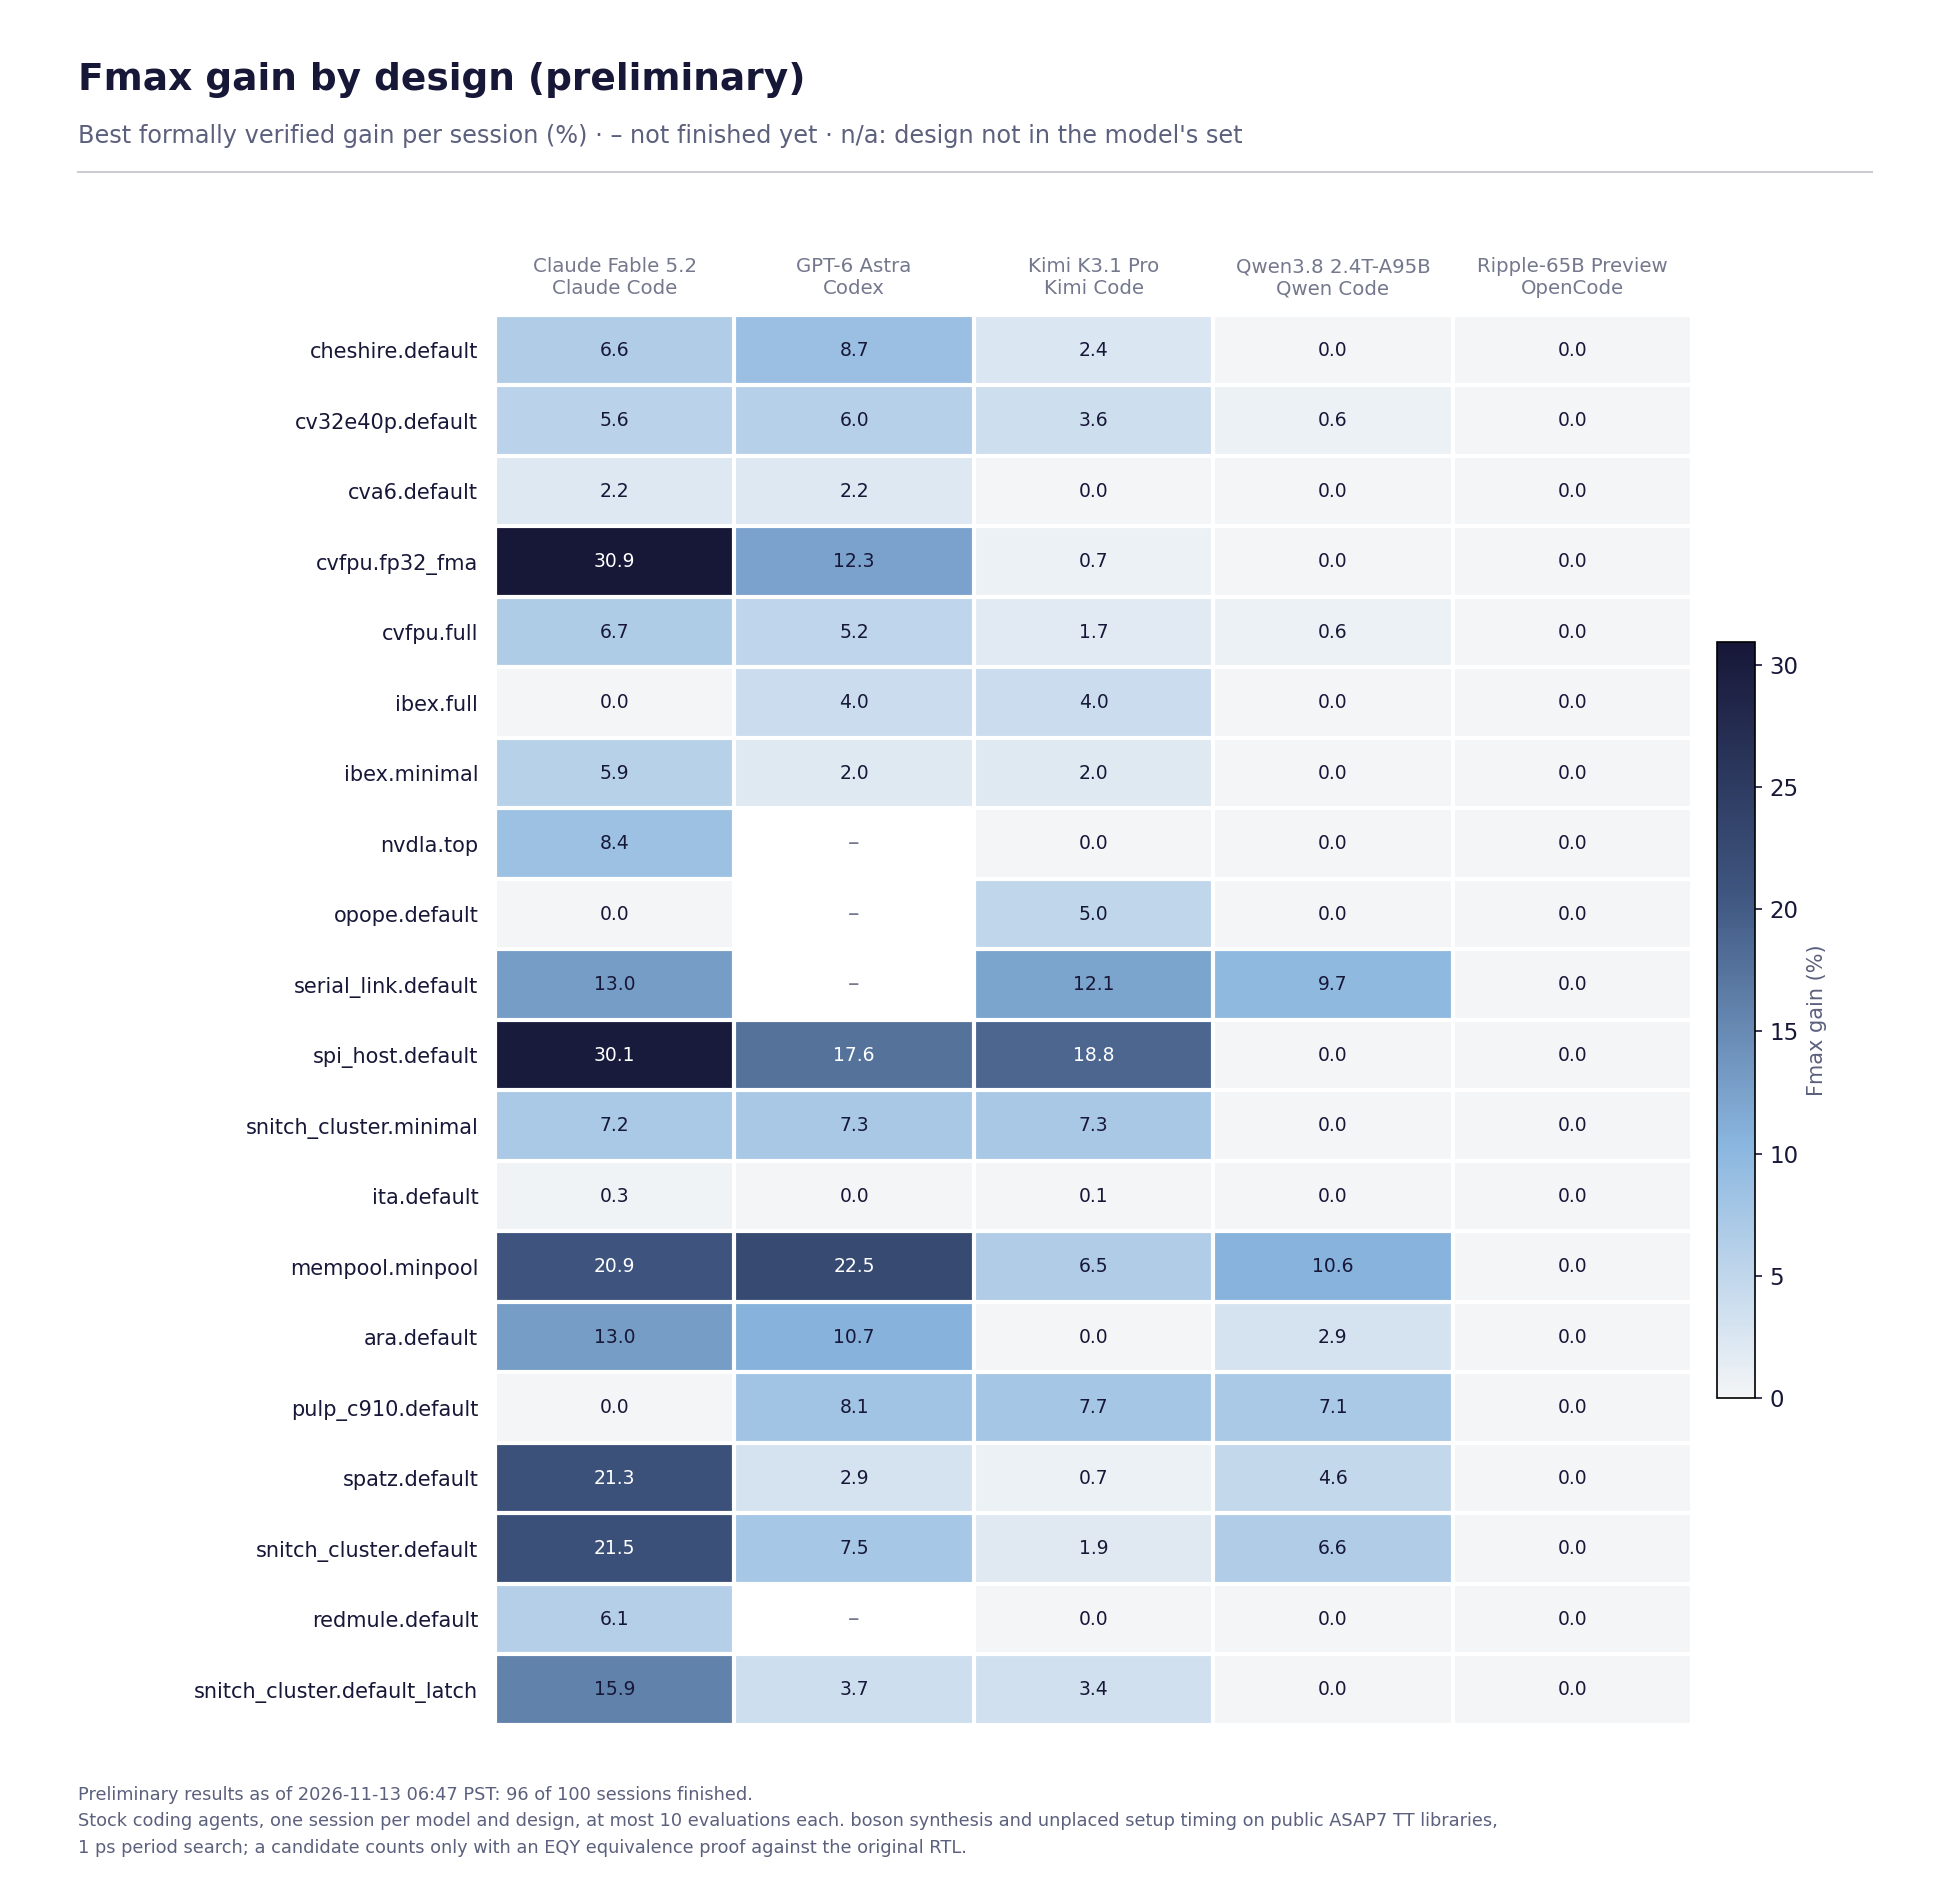 Fmax gain by design (preliminary)
Best formally verified gain per session (%) · – not finished yet · n/a: design not in the model's set
Claude Fable 5.2 GPT-6 Astra Kimi K3.1 Pro Qwen3.8 2.4T-A95B Ripple-65B Preview
Claude Code Codex Kimi Code Qwen Code OpenCode
cheshire.default 6.6 8.7 2.4 0.0 0.0
cv32e40p.default 5.6 6.0 3.6 0.6 0.0
cva6.default 2.2 2.2 0.0 0.0 0.0
cvfpu.fp32_fma 30.9 12.3 0.7 0.0 0.0
cvfpu.full 6.7 5.2 1.7 0.6 0.0
ibex.full 0.0 4.0 4.0 0.0 0.0
ibex.minimal 5.9 2.0 2.0 0.0 0.0
nvdla.top 8.4 – 0.0 0.0 0.0
opope.default 0.0 – 5.0 0.0 0.0
serial_link.default 13.0 – 12.1 9.7 0.0
spi_host.default 30.1 17.6 18.8 0.0 0.0
snitch_cluster.minimal 7.2 7.3 7.3 0.0 0.0
ita.default 0.3 0.0 0.1 0.0 0.0
mempool.minpool 20.9 22.5 6.5 10.6 0.0
ara.default 13.0 10.7 0.0 2.9 0.0
pulp_c910.default 0.0 8.1 7.7 7.1 0.0
spatz.default 21.3 2.9 0.7 4.6 0.0
snitch_cluster.default 21.5 7.5 1.9 6.6 0.0
redmule.default 6.1 – 0.0 0.0 0.0
snitch_cluster.default_latch 15.9 3.7 3.4 0.0 0.0
30
25
20
15
10
5
0
Fmax gain (%)
Preliminary results as of 2026-11-13 06:47 PST: 96 of 100 sessions finished.
Stock coding agents, one session per model and design, at most 10 evaluations each. boson synthesis and unplaced setup timing on public ASAP7 TT libraries,
1 ps period search; a candidate counts only with an EQY equivalence proof against the original RTL.